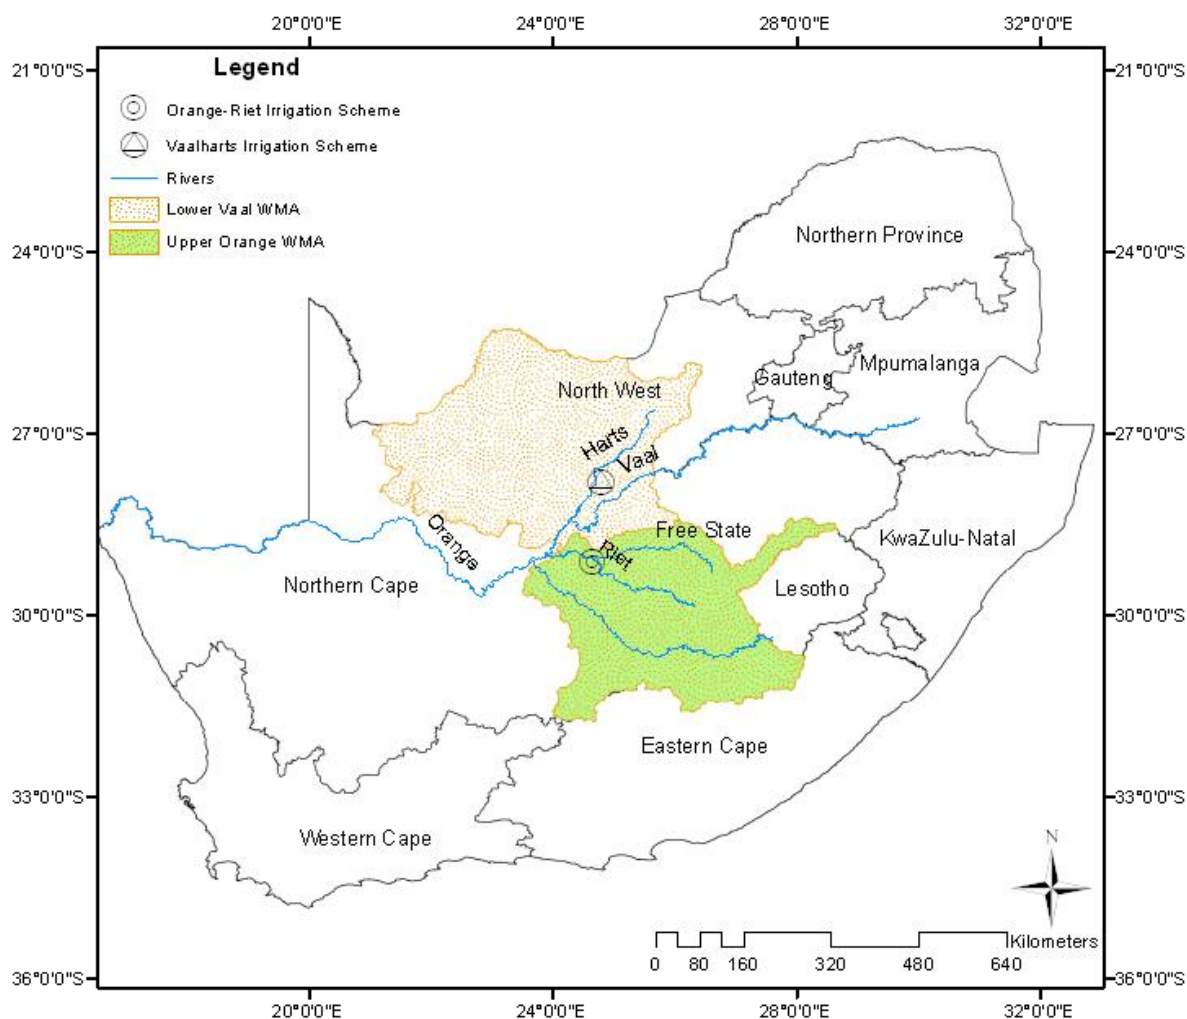 20°0'0"E 24°0'0"E 28°0'0"E 32°0'0"E
21°0'0"S 21°0'0"S
Legend
Orange-Riet Irrigation Scheme
Vaalharts Irrigation Scheme
Rivers
Lower Vaal WMA
Upper Orange WMA
Northern Province
24°0'0"S 24°0'0"S
Mpumalanga
Gauteng
North West
27°0'0"S 27°0'0"S
Harts
Vaal
Orange
Free State
KwaZulu-Natal
Riet
Northern Cape
Lesotho
30°0'0"S 30°0'0"S
Eastern Cape
33°0'0"S 33°0'0"S
Western Cape
N
Kilometers
0 80 160 320 480 640
36°0'0"S 36°0'0"S
20°0'0"E 24°0'0"E 28°0'0"E 32°0'0"E